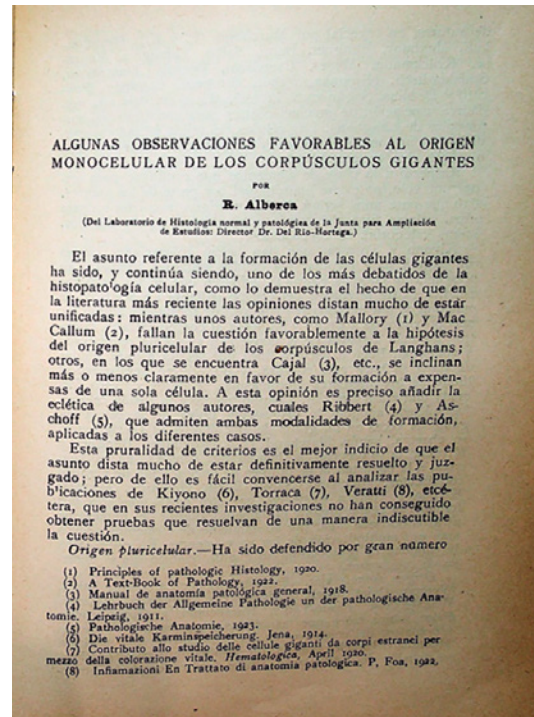 ALGUNAS OBSERVACIONES FAVORABLES AL ORIGEN
MONOCELULAR DE LOS CORPÚSCULOS GIGANTES
POR
R. Alberca
(Del Laboratorio de Histología normal y patológica de la Junta para Ampliación
de Estudios: Director Dr. Del Río-Hortega.)
El asunto referente a la formación de las células gigantes
ha sido, y continúa siendo, uno de los más debatidos de la
histopatología celular, como lo demuestra el hecho de que en
la literatura más reciente las opiniones distan mucho de estar
unificadas: mientras unos autores, como Mallory (1) y Mac
Callum (2), fallan la cuestión favorablemente a la hipótesis
del origen pluricelular de los corpúsculos de Langhans;
otros, en los que se encuentra Cajal (3), etc., se inclinan
más o menos claramente en favor de su formación a expen-
sas de una sola célula. A esta opinión es preciso añadir la
eclética de algunos autores, cuales Ribbert (4) y As-
choff (5), que admiten ambas modalidades de formación,
aplicadas a los diferentes casos.
Esta pruralidad de criterios es el mejor indicio de que el
asunto dista mucho de estar definitivamente resuelto y juz-
gado; pero de ello es fácil convencerse al analizar las pu-
b'icaciones de Kiyono (6), Torraca (7), Veratti (8), etcé-
tera, que en sus recientes investigaciones no han conseguido
obtener pruebas que resuelvan de una manera indiscutible
la cuestión.
Origen pluricelular.—Ha sido defendido por gran número
(1) Principles of pathologic Histology, 1920.
(2) A Text-Book of Pathology, 1922.
(3) Manual de anatomía patológica general, 1918.
(4) Lehrbuch der Allgemeine Pathologie un der pathologische Ana-
tomie. Leipzig, 1911.
(5) Pathologische Anatomie, 1923.
(6) Die vitale Karminspeicherung. Jena, 1914.
(7) Contributo allo studio delle cellule giganti da corpi estranei per
mezzo della colorazione vitale. Hematologica, April 1920.
(8) Infiamazioni En Trattato di anatomia patologica. P, Foa, 1922,